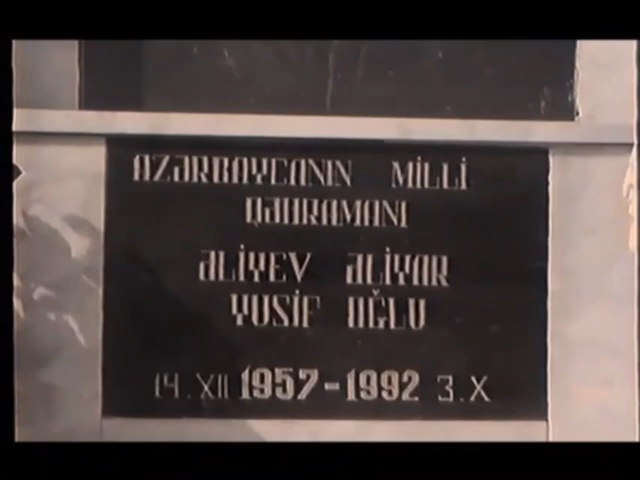 AZƏRBAYCANIN MİLLİ
QƏHRAMANI
ƏLİYEV ƏLİYAR
YUSİF OĞLU
14.XII 1957-1992 3.X